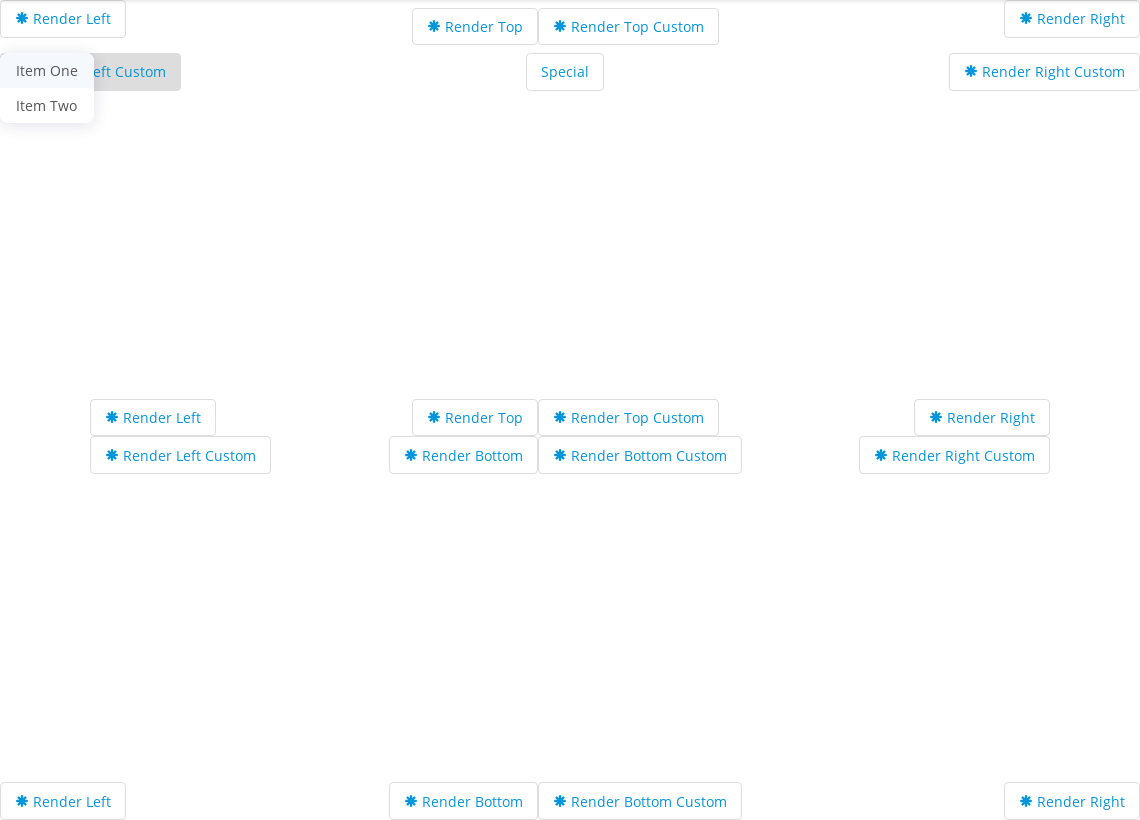 Render Left
Render Top
Render Top Custom
Render Right
Item One
eft Custom
Special
Render Right Custom
Item Two
Render Left
Render Top
Render Top Custom
Render Right
Render Left Custom
Render Bottom
Render Bottom Custom
Render Right Custom
Render Left
Render Bottom
Render Bottom Custom
Render Right